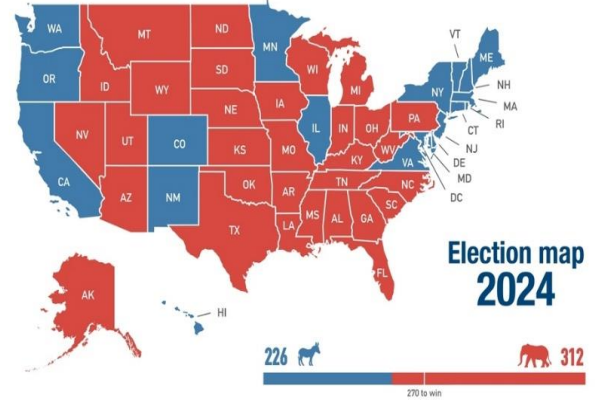 WA
MT
ND
MN
VT
ME
OR
ID
SD
WI
MI
NY
NH
WY
MA
IA
NE
RI
NV
UT
CO
IL
IN
OH
PA
CT
NJ
CA
KS
MO
KY
WV
VA
DE
MD
DC
AZ
NM
OK
AR
TN
NC
SC
TX
LA
MS
AL
GA
FL
AK
HI
Election map
2024
226
312
270 to win